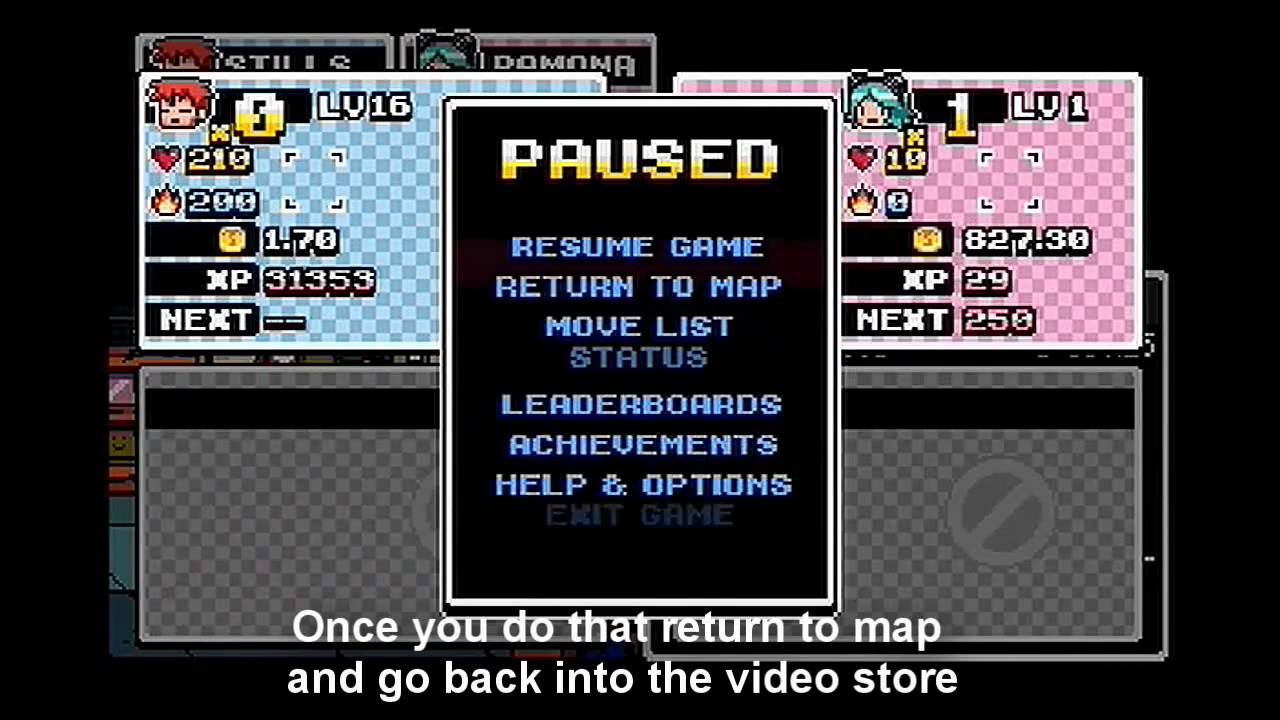 STILLS
RAMONA
0 LV16
x
210
200
1.70
XP 31353
NEXT --
PAUSED
RESUME GAME
RETURN TO MAP
MOVE LIST
STATUS
LEADERBOARDS
ACHIEVEMENTS
HELP & OPTIONS
EXIT GAME
1 LV1
x
10
0
827.30
XP 29
NEXT 250
Once you do that return to map
and go back into the video store